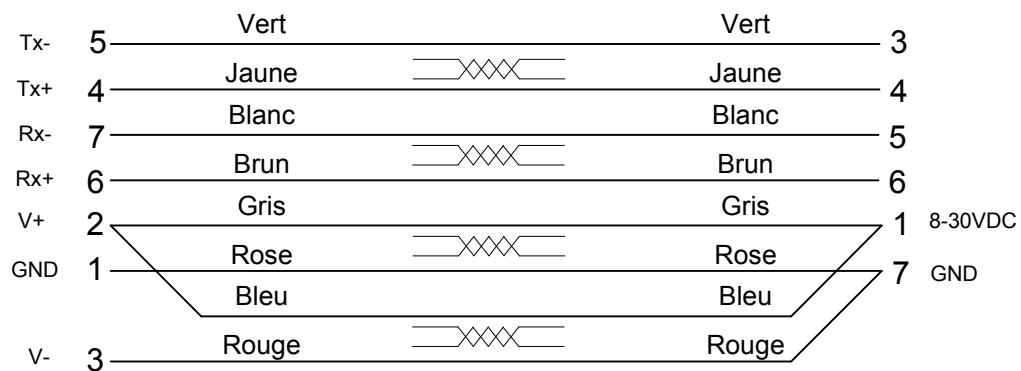 Vert Vert
Tx- 5 3
Jaune Jaune
Tx+ 4 4
Blanc Blanc
Rx- 7 5
Brun Brun
Rx+ 6 6
Gris Gris
V+ 2 1 8-30VDC
Rose Rose
GND 1 7 GND
Bleu Bleu
Rouge Rouge
V- 3